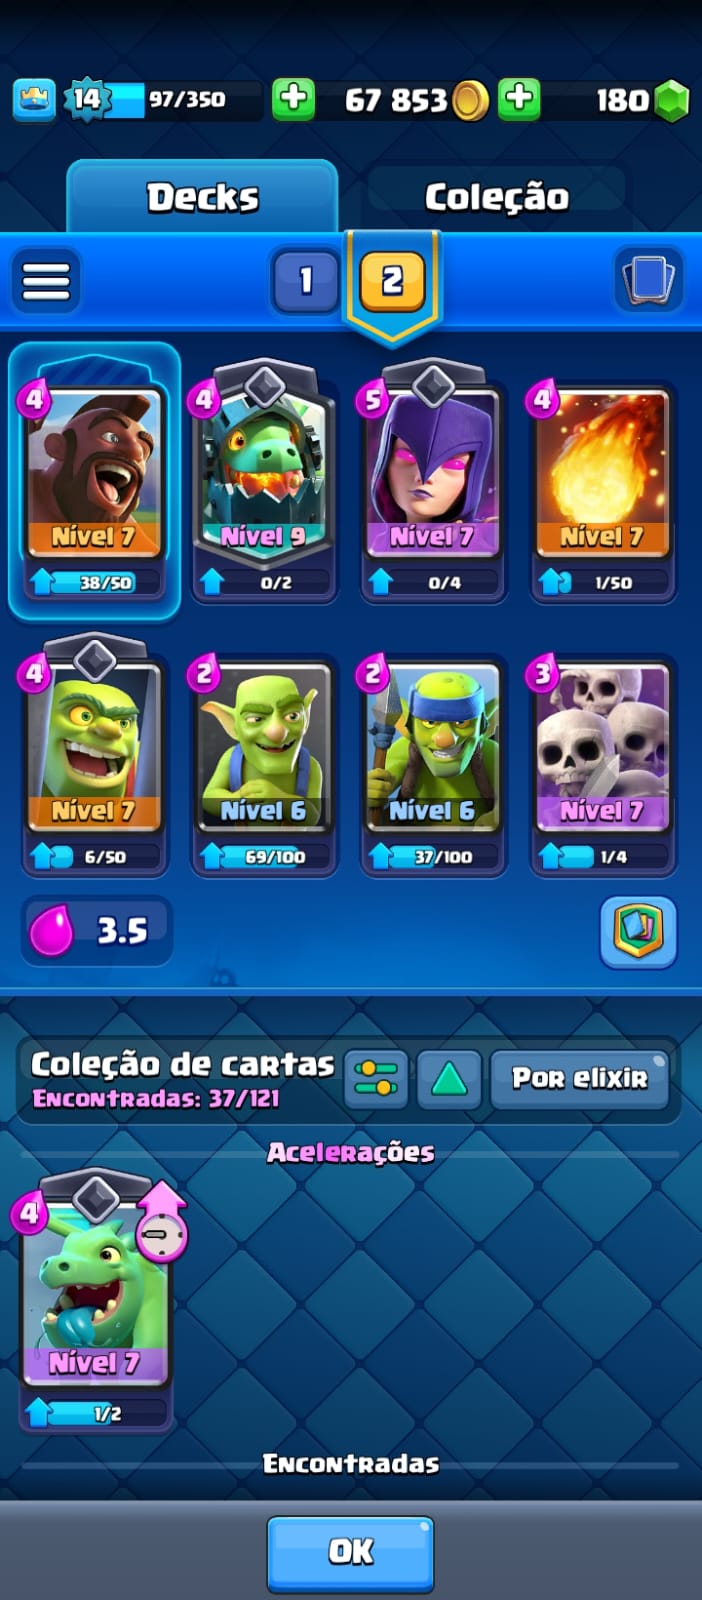 14 97/350 67 853 180
Decks Coleção
1 2
4 4 5 4
Nível 7 Nível 9 Nível 7 Nível 7
38/50 0/2 0/4 1/50
4 2 2 3
Nível 7 Nível 6 Nível 6 Nível 7
6/50 69/100 37/100 1/4
3.5
Coleção de cartas
Encontradas: 37/121
Por elixir
Acelerações
4
Nível 7
1/2
Encontradas
OK